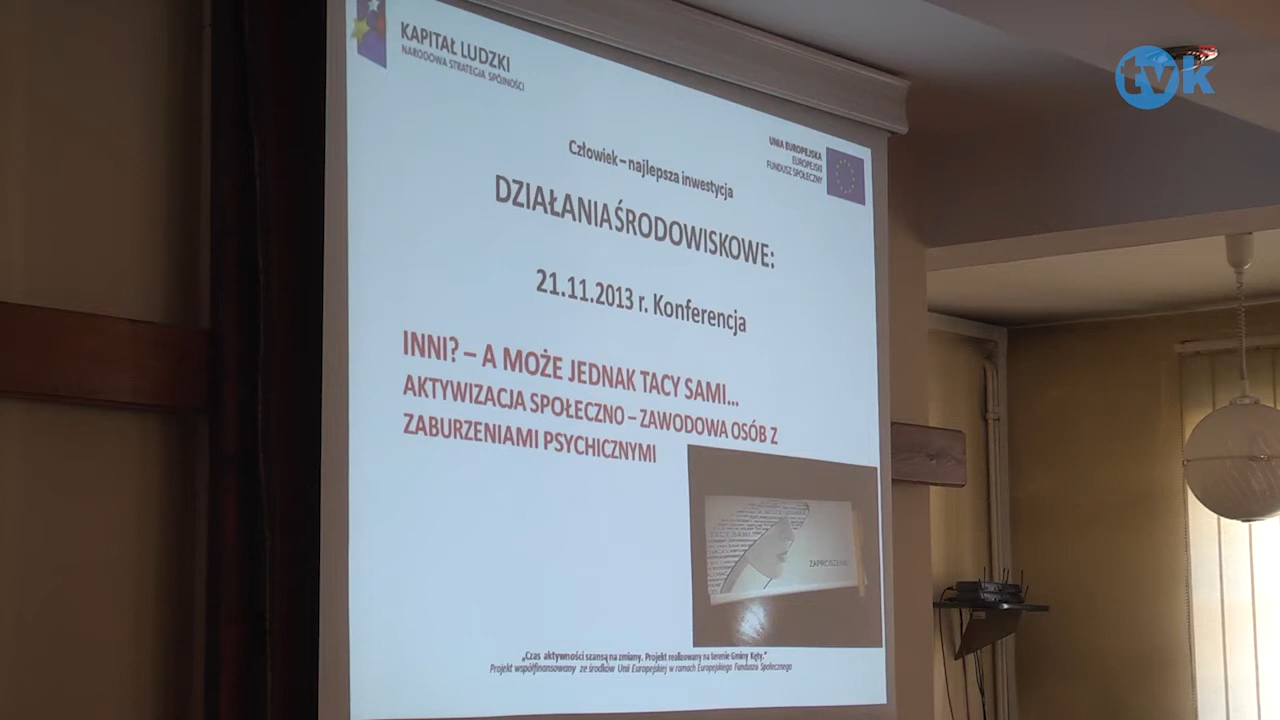 KAPITAŁ LUDZKI
NARODOWA STRATEGIA SPÓJNOŚCI
tvk
UNIA EUROPEJSKA
EUROPEJSKI
FUNDUSZ SPOŁECZNY
Człowiek – najlepsza inwestycja
DZIAŁANIA ŚRODOWISKOWE:
21.11.2013 r. Konferencja
INNI? – A MOŻE JEDNAK TACY SAMI...
AKTYWIZACJA SPOŁECZNO – ZAWODOWA OSÓB Z
ZABURZENIAMI PSYCHICZNYMI
ZAPROSZENIE
„Czas aktywności szansą na zmiany. Projekt realizowany na terenie Gminy Kęty."
Projekt współfinansowany ze środków Unii Europejskiej w ramach Europejskiego Funduszu Społecznego